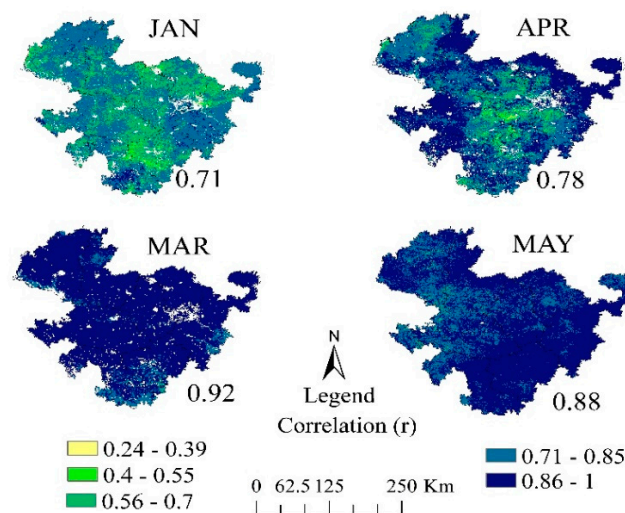 JAN
APR
0.71
0.78
MAR
MAY
0.92
0.88
N
Legend
Correlation (r)
0.24 - 0.39
0.4 - 0.55
0.56 - 0.7
0.71 - 0.85
0.86 - 1
0 62.5 125 250 Km